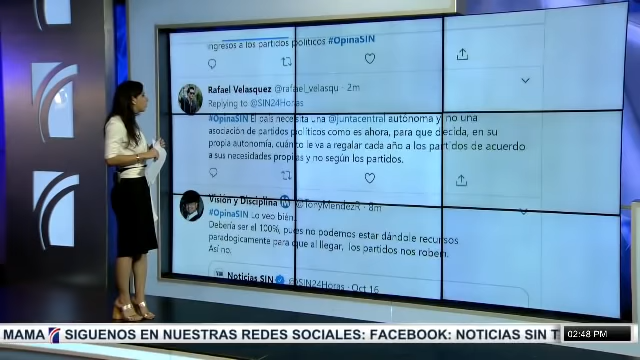 ingresos a los partidos políticos #OpinaSIN
Rafael Velasquez @rafael_velasqu · 2m
Replying to @SIN24Horas
#OpinaSIN El país necesita una @juntacentral autónoma y no una
asociación de partidos políticos como es ahora, para que decida, en su
propia autonomía, cuánto le va a regalar cada año a los partidos de acuerdo
a sus necesidades propias y no según los partidos.
Visión y Disciplina @TonyMendezR · 8m
#OpinaSIN Lo veo bién.
Debería ser el 100%, pues no podemos estar dándole recursos
paradogicamente para que al llegar, los partidos nos roben.
Así no.
Noticias SIN @SIN24Horas · Oct 16
MAMA SIGUENOS EN NUESTRAS REDES SOCIALES: FACEBOOK: NOTICIAS SIN T
02:48 PM